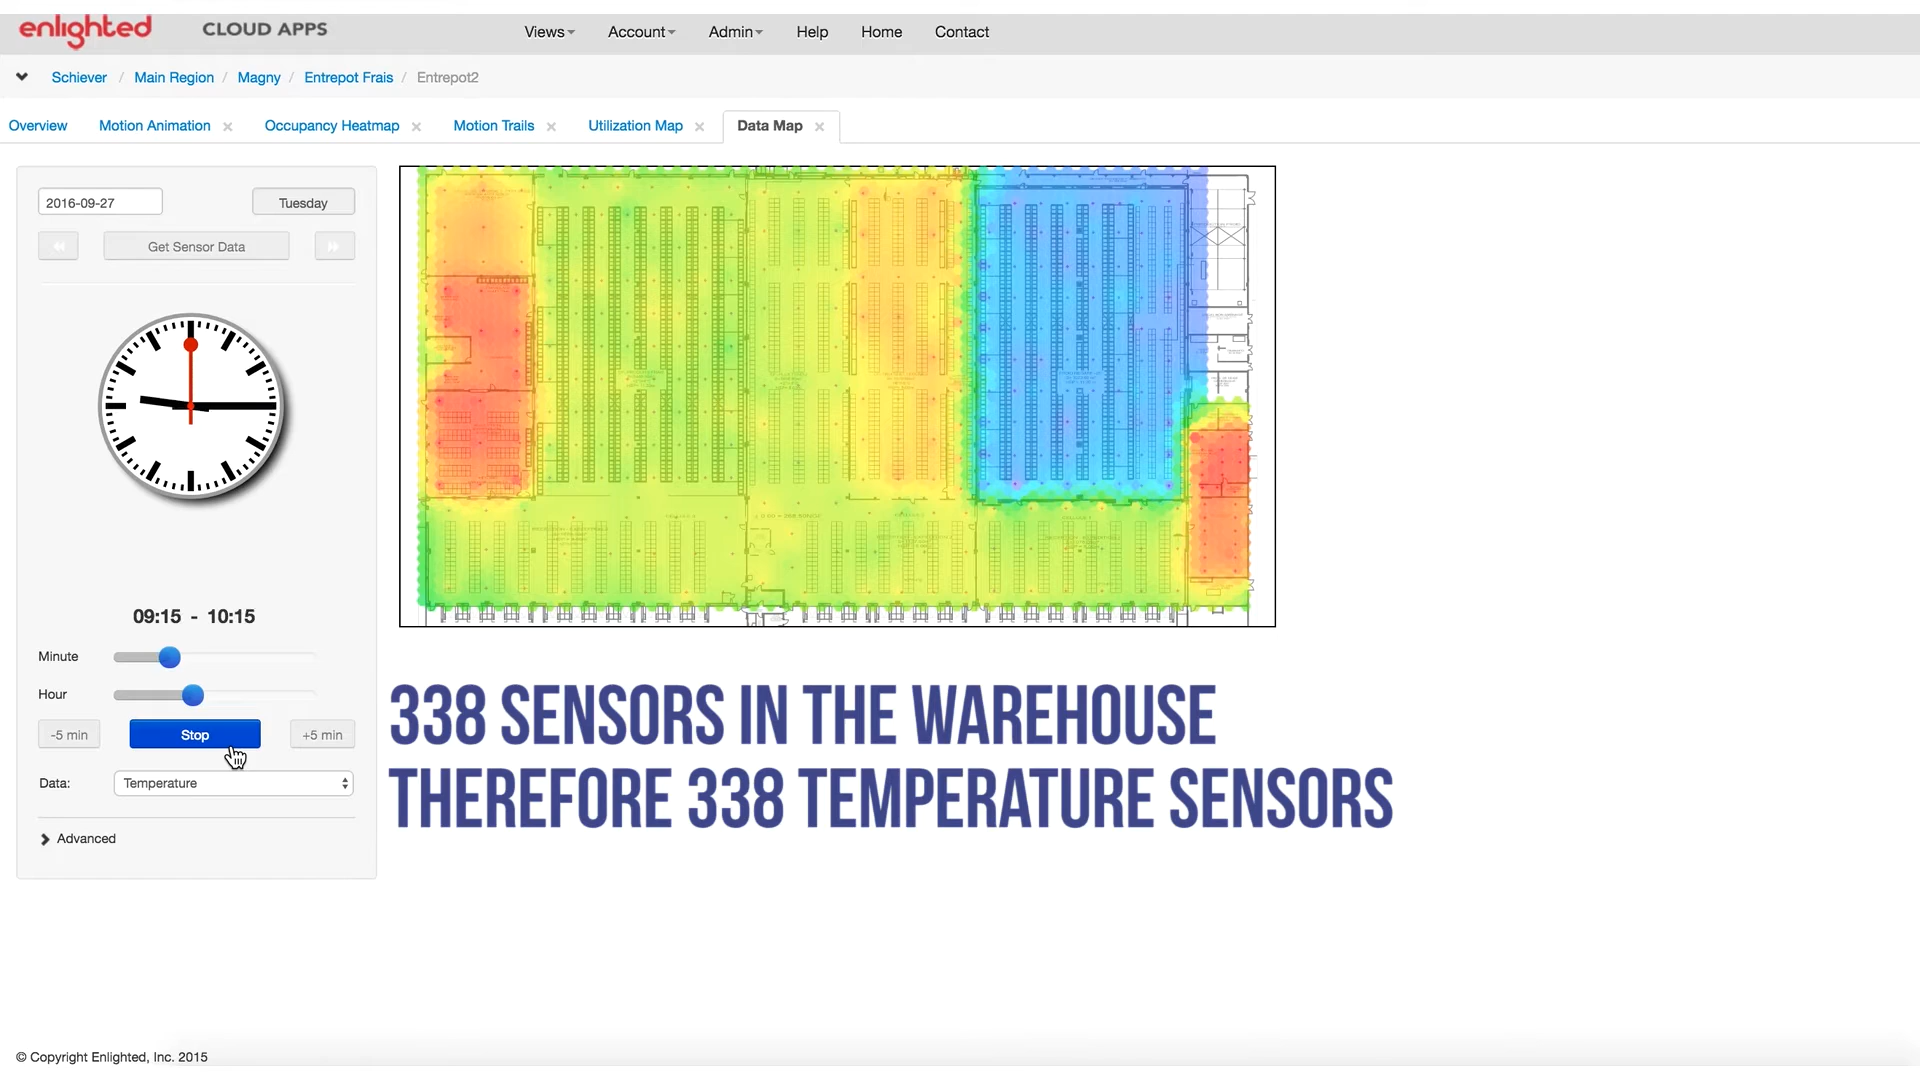 enlighted CLOUD APPS Views Account Admin Help Home Contact
Schiever / Main Region / Magny / Entrepot Frais / Entrepot2
Overview Motion Animation × Occupancy Heatmap × Motion Trails × Utilization Map × Data Map ×
2016-09-27 Tuesday
Get Sensor Data
09:15 - 10:15
Minute
Hour
-5 min Stop +5 min
Data: Temperature
Advanced
338 SENSORS IN THE WAREHOUSE
THEREFORE 338 TEMPERATURE SENSORS
© Copyright Enlighted, Inc. 2015